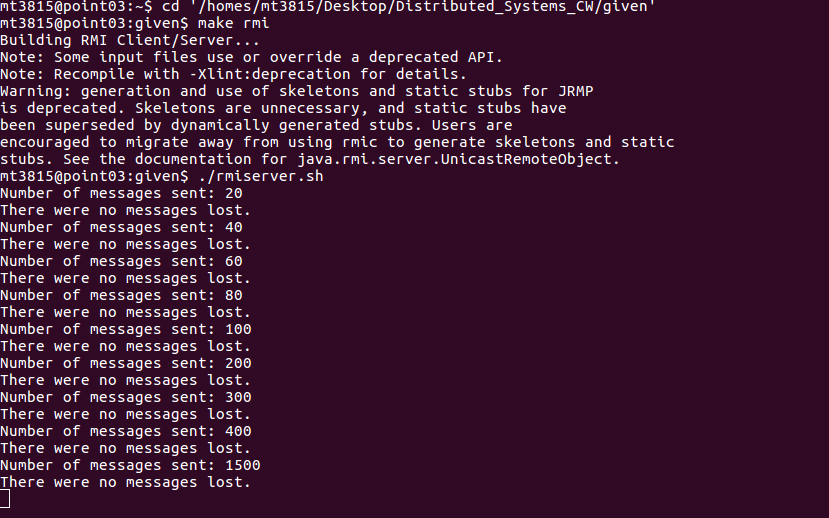 mt3815@point03:~$ cd '/homes/mt3815/Desktop/Distributed_Systems_CW/given'
mt3815@point03:given$ make rmi
Building RMI Client/Server...
Note: Some input files use or override a deprecated API.
Note: Recompile with -Xlint:deprecation for details.
Warning: generation and use of skeletons and static stubs for JRMP
is deprecated. Skeletons are unnecessary, and static stubs have
been superseded by dynamically generated stubs. Users are
encouraged to migrate away from using rmic to generate skeletons and static
stubs. See the documentation for java.rmi.server.UnicastRemoteObject.
mt3815@point03:given$ ./rmiserver.sh
Number of messages sent: 20
There were no messages lost.
Number of messages sent: 40
There were no messages lost.
Number of messages sent: 60
There were no messages lost.
Number of messages sent: 80
There were no messages lost.
Number of messages sent: 100
There were no messages lost.
Number of messages sent: 200
There were no messages lost.
Number of messages sent: 300
There were no messages lost.
Number of messages sent: 400
There were no messages lost.
Number of messages sent: 1500
There were no messages lost.